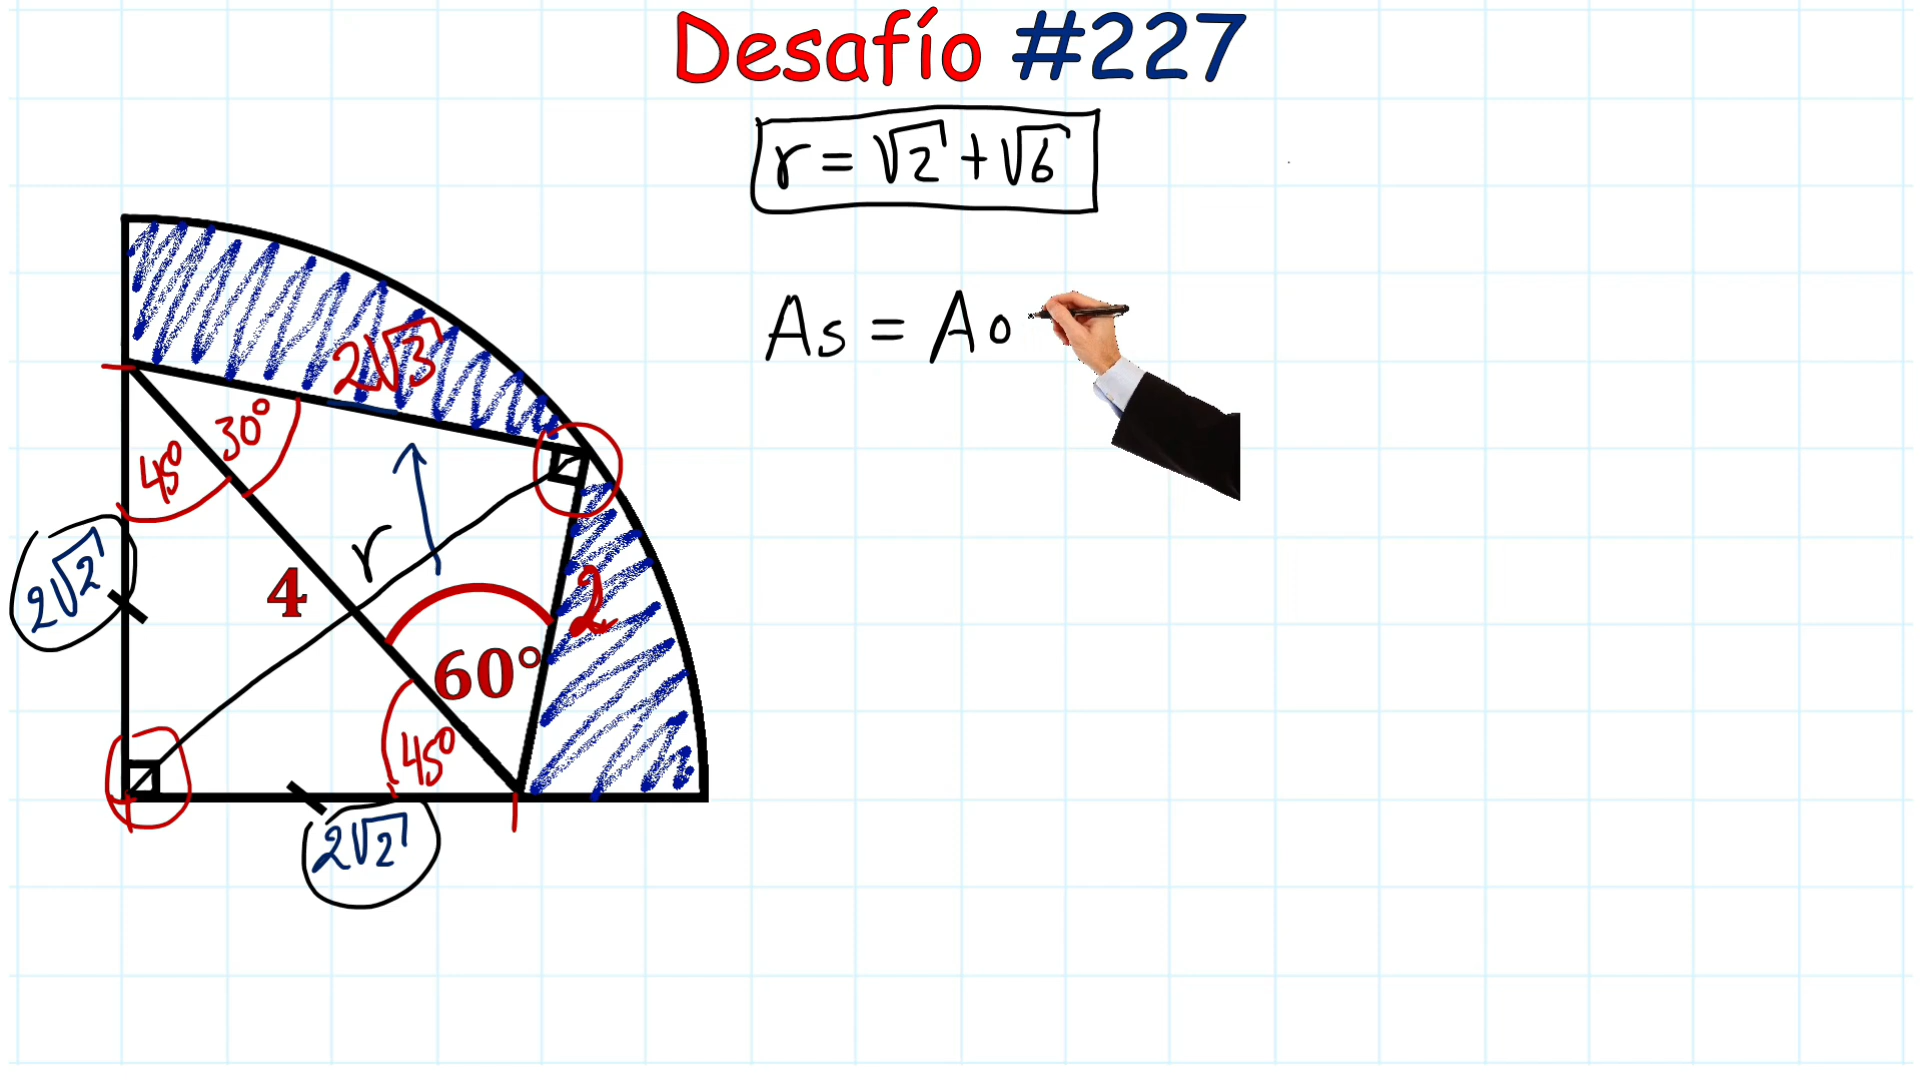 Desafío #227
r = √2 + √6
As = Ao
2√3
30°
45°
r
2√2
4
2
60°
45°
2√2